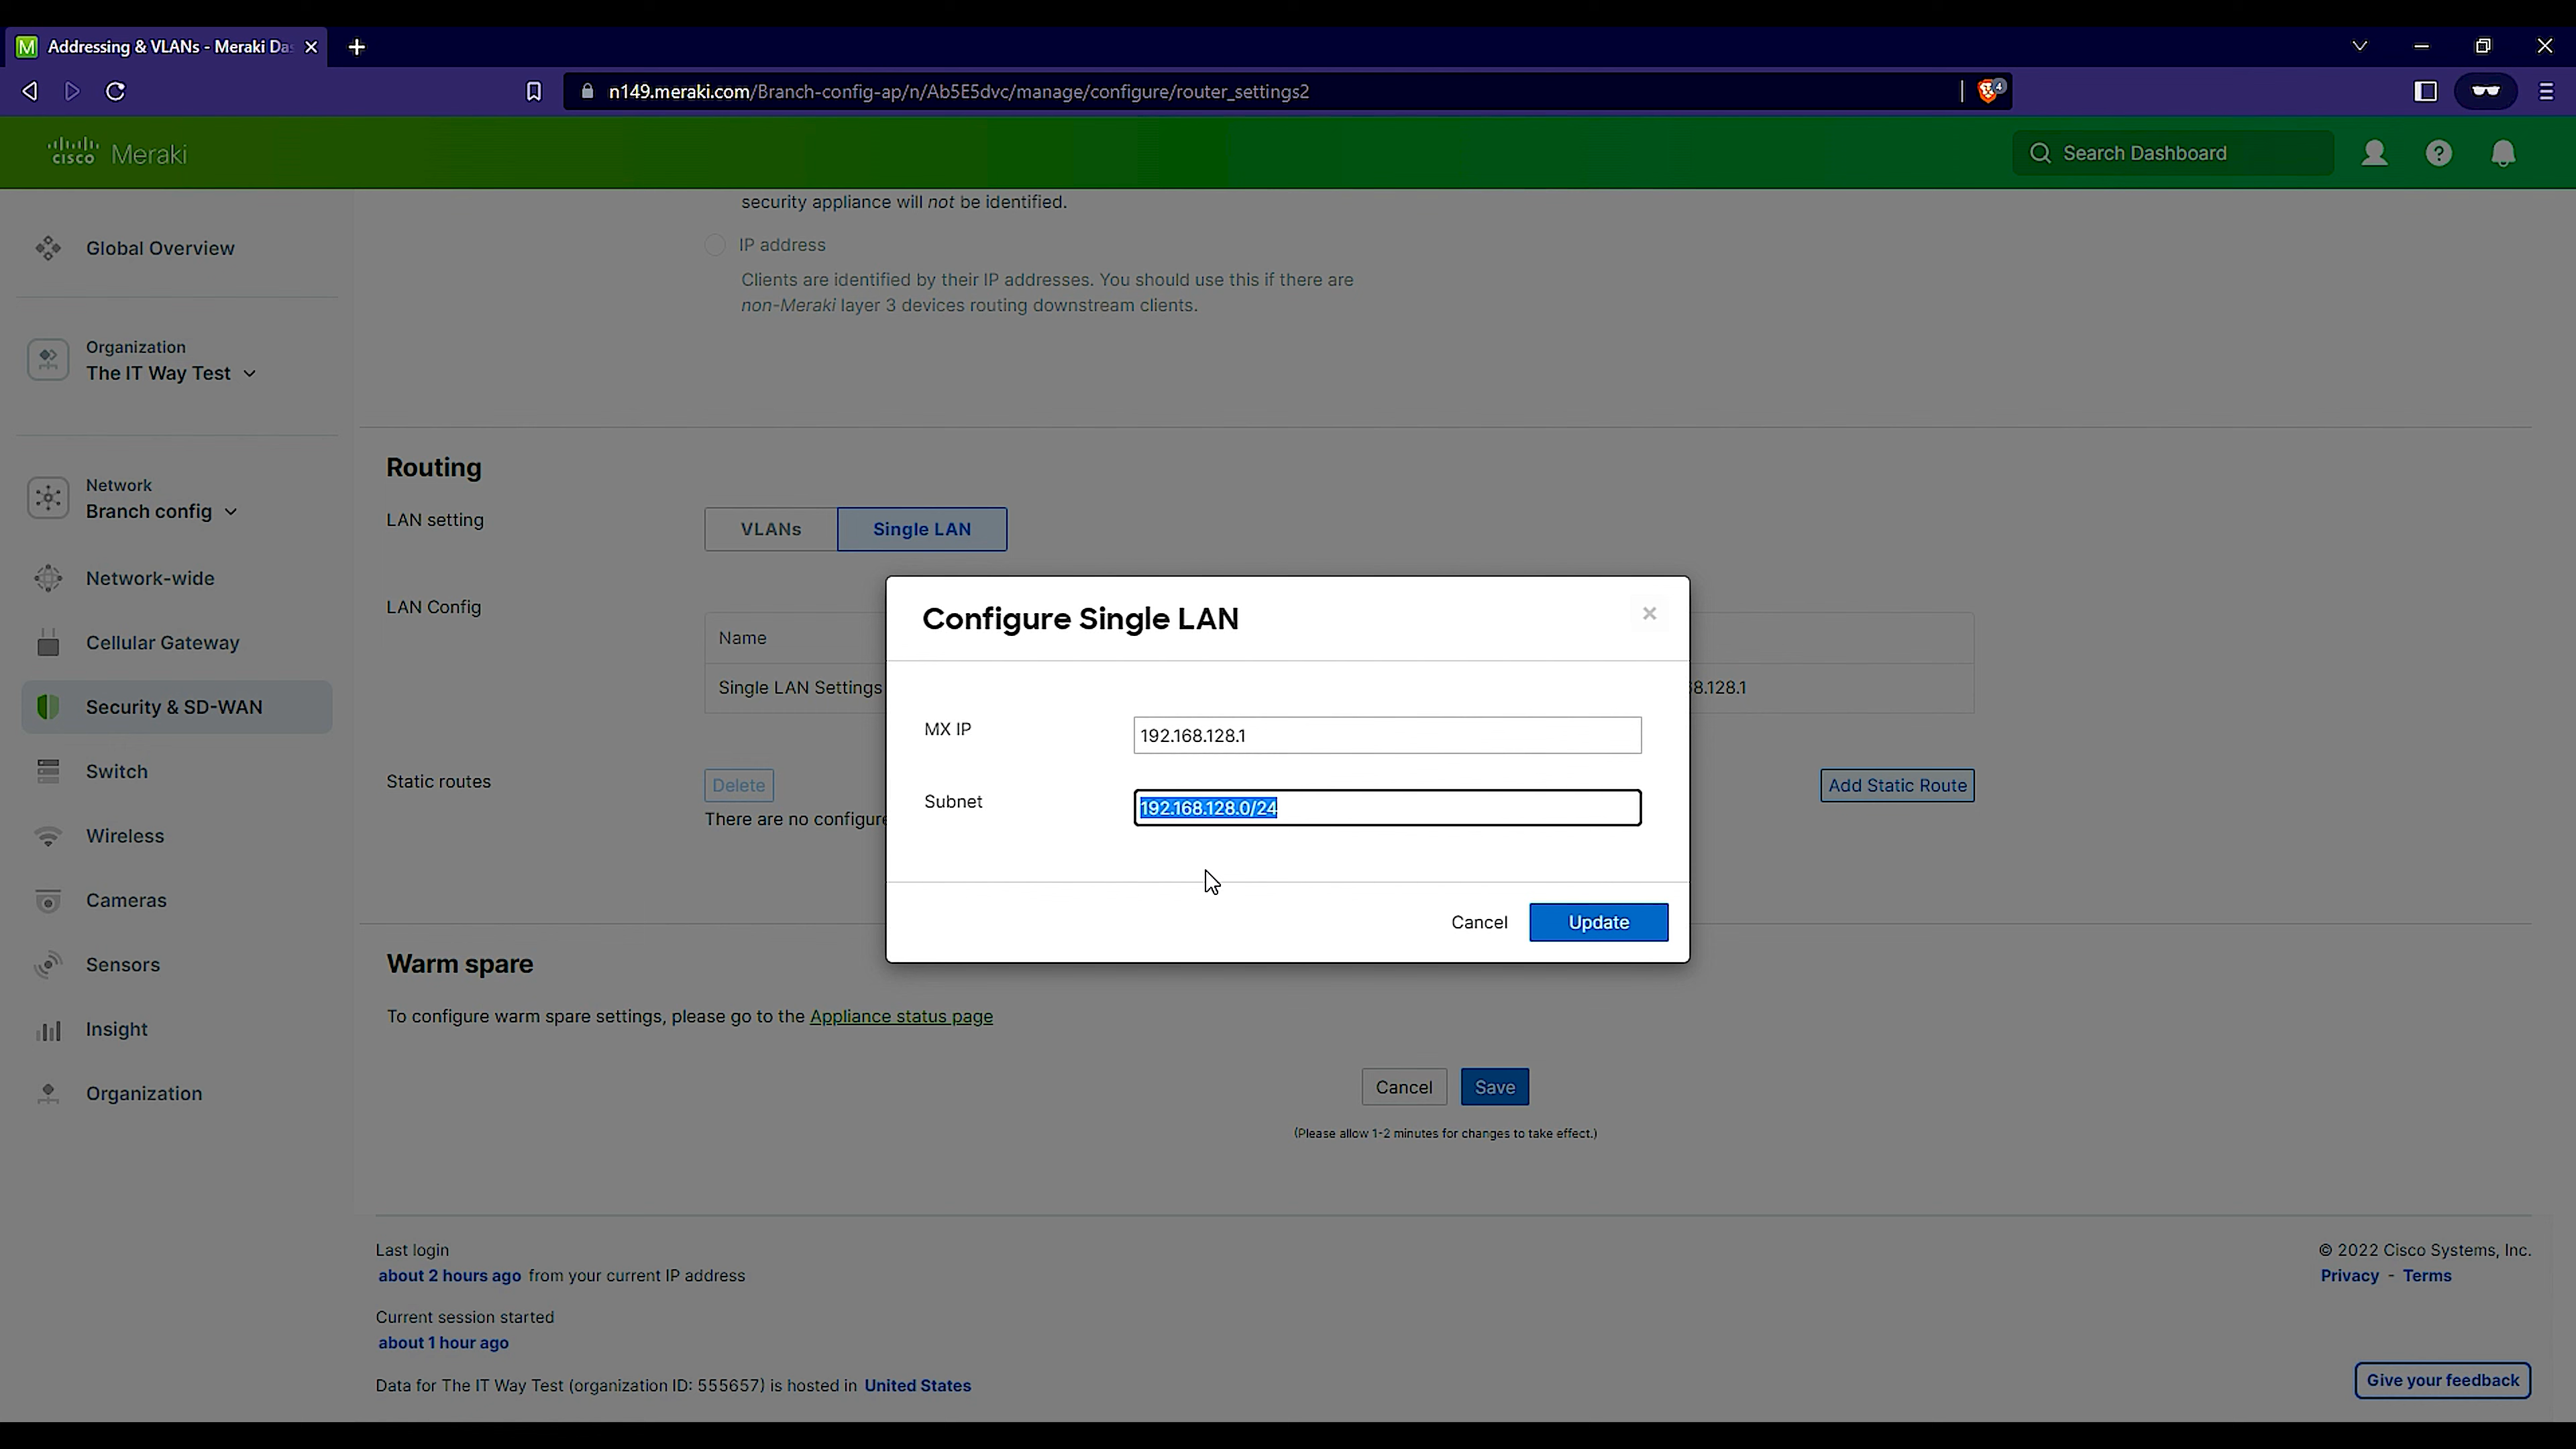 Addressing & VLANs - Meraki Da
n149.meraki.com/Branch-config-ap/n/Ab5E5dvc/manage/configure/router_settings2
4
cisco Meraki
Search Dashboard
Global Overview
Organization
The IT Way Test
Network
Branch config
Network-wide
Cellular Gateway
Security & SD-WAN
Switch
Wireless
Cameras
Sensors
Insight
Organization
security appliance will not be identified.
IP address
Clients are identified by their IP addresses. You should use this if there are
non-Meraki layer 3 devices routing downstream clients.
Routing
LAN setting
VLANs
Single LAN
LAN Config
Name
Single LAN Settings
8.128.1
Static routes
Delete
Add Static Route
There are no configure
Configure Single LAN
MX IP
192.168.128.1
Subnet
192.168.128.0/24
Cancel
Update
Warm spare
To configure warm spare settings, please go to the Appliance status page
Cancel
Save
(Please allow 1-2 minutes for changes to take effect.)
Last login
about 2 hours ago from your current IP address
Current session started
about 1 hour ago
Data for The IT Way Test (organization ID: 555657) is hosted in United States
© 2022 Cisco Systems, Inc.
Privacy - Terms
Give your feedback